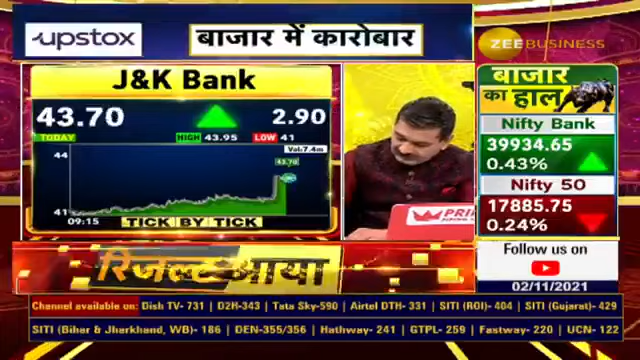 upstox
बाजार में कारोबार
ZEE BUSINESS
J&K Bank
43.70 2.90
TODAY HIGH 43.95 LOW 41
Vol:7.4m
44
43.70
41
09:15
TICK BY TICK
बाजार
का हाल
Nifty Bank
39934.65
0.43%
Nifty 50
17885.75
0.24%
रिजल्ट आया
Follow us on
02/11/2021
Channel available on: Dish TV- 731 | D2H-343 | Tata Sky-590 | Airtel DTH- 331 | SITI (ROI)- 404 | SITI (Gujarat)- 429
SITI (Bihar & Jharkhand, WB)- 186 | DEN-355/356 | Hathway- 241 | GTPL- 259 | Fastway- 220 | UCN- 122